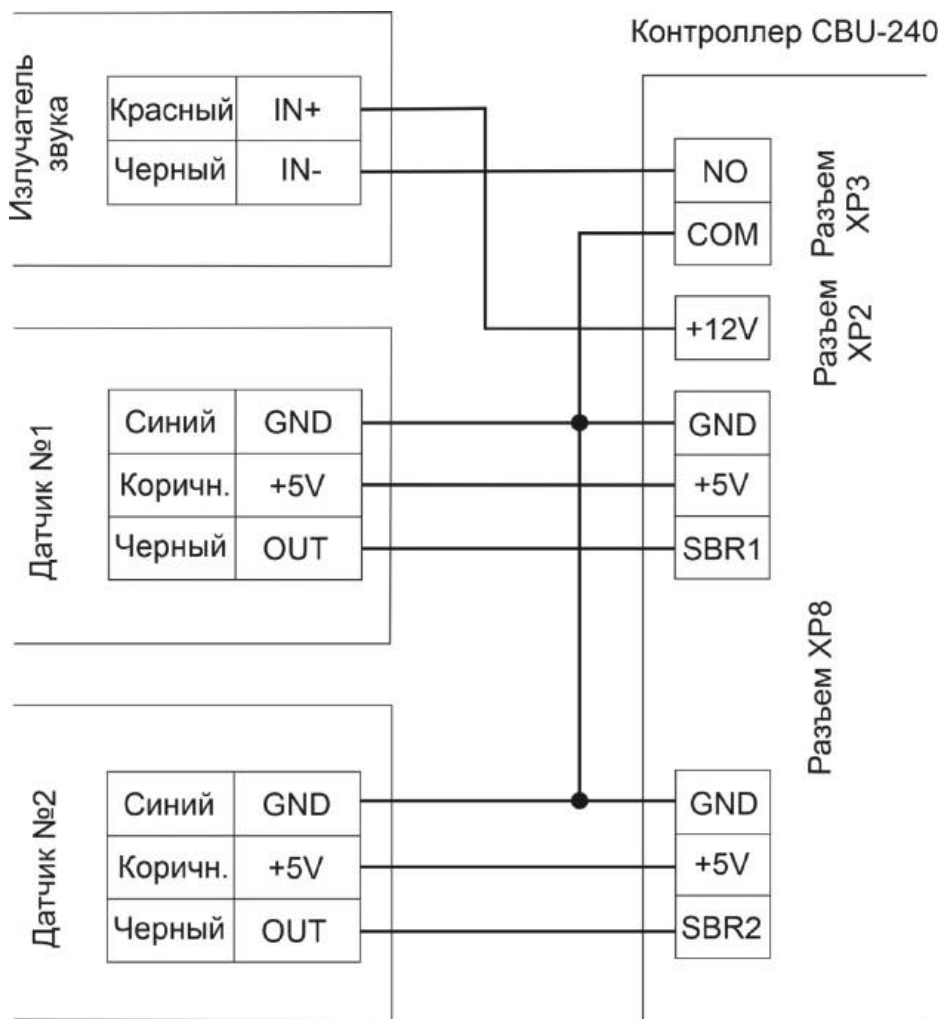 Контроллер CBU-240
Излучатель
звука
Красный IN+
Черный IN-
NO
COM
Разъем
XP3
+12V
Разъем
XP2
Датчик №1
Синий GND
Коричн. +5V
Черный OUT
GND
+5V
SBR1
Разъем XP8
Датчик №2
Синий GND
Коричн. +5V
Черный OUT
GND
+5V
SBR2